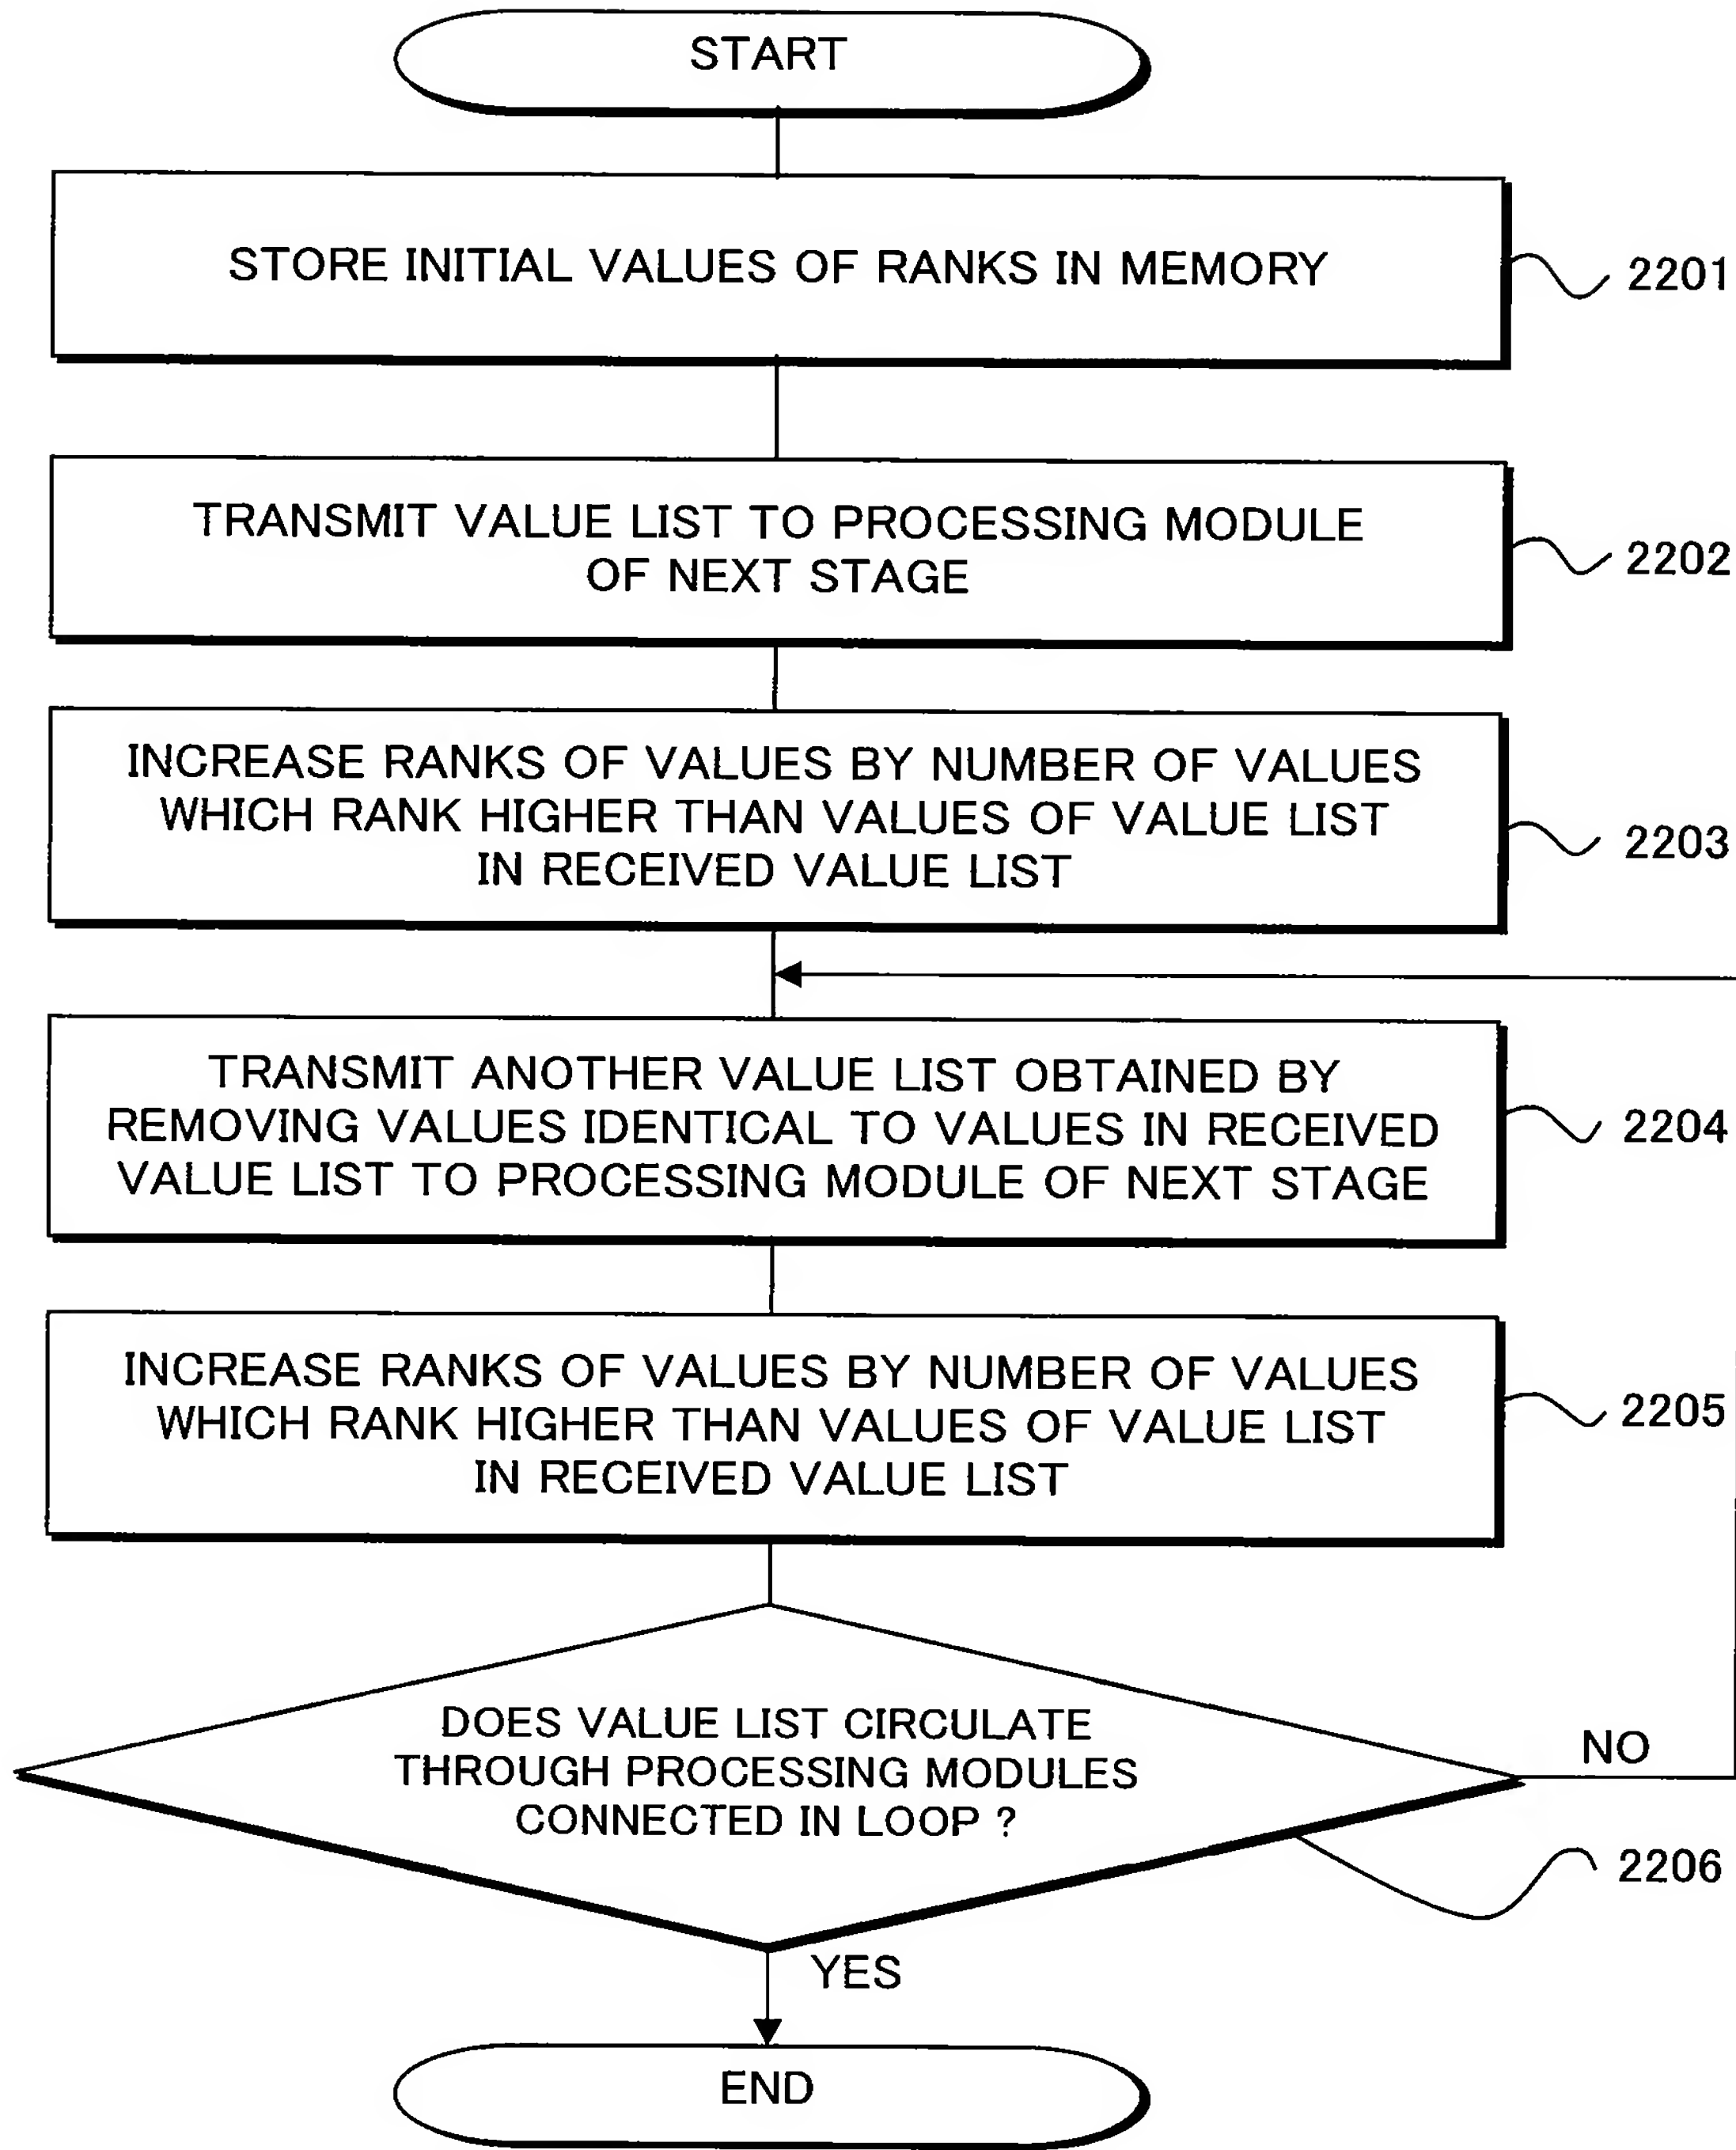 START
STORE INITIAL VALUES OF RANKS IN MEMORY
2201
TRANSMIT VALUE LIST TO PROCESSING MODULE
OF NEXT STAGE
2202
INCREASE RANKS OF VALUES BY NUMBER OF VALUES
WHICH RANK HIGHER THAN VALUES OF VALUE LIST
IN RECEIVED VALUE LIST
2203
TRANSMIT ANOTHER VALUE LIST OBTAINED BY
REMOVING VALUES IDENTICAL TO VALUES IN RECEIVED
VALUE LIST TO PROCESSING MODULE OF NEXT STAGE
2204
INCREASE RANKS OF VALUES BY NUMBER OF VALUES
WHICH RANK HIGHER THAN VALUES OF VALUE LIST
IN RECEIVED VALUE LIST
2205
DOES VALUE LIST CIRCULATE
THROUGH PROCESSING MODULES
CONNECTED IN LOOP ?
NO
2206
YES
END